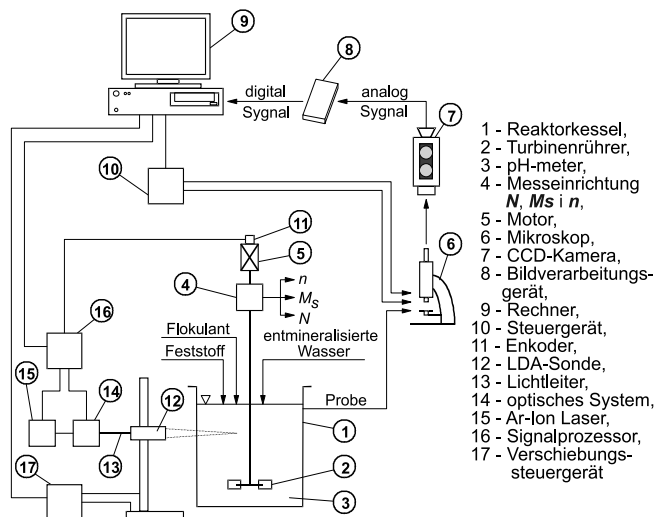 9
8
digital
Sygnal
analog
Sygnal
7
10
11
5
4
n
Ms
N
6
16
Flokulant
Feststoff
entmineralisierte
Wasser
Probe
15
14
12
13
1
2
3
17
1 - Reaktorkessel,
2 - Turbinenrührer,
3 - pH-meter,
4 - Messeinrichtung
N, Ms i n,
5 - Motor,
6 - Mikroskop,
7 - CCD-Kamera,
8 - Bildverarbeitungs-
gerät,
9 - Rechner,
10 - Steuergerät,
11 - Enkoder,
12 - LDA-Sonde,
13 - Lichtleiter,
14 - optisches System,
15 - Ar-Ion Laser,
16 - Signalprozessor,
17 - Verschiebungs-
steuergerät